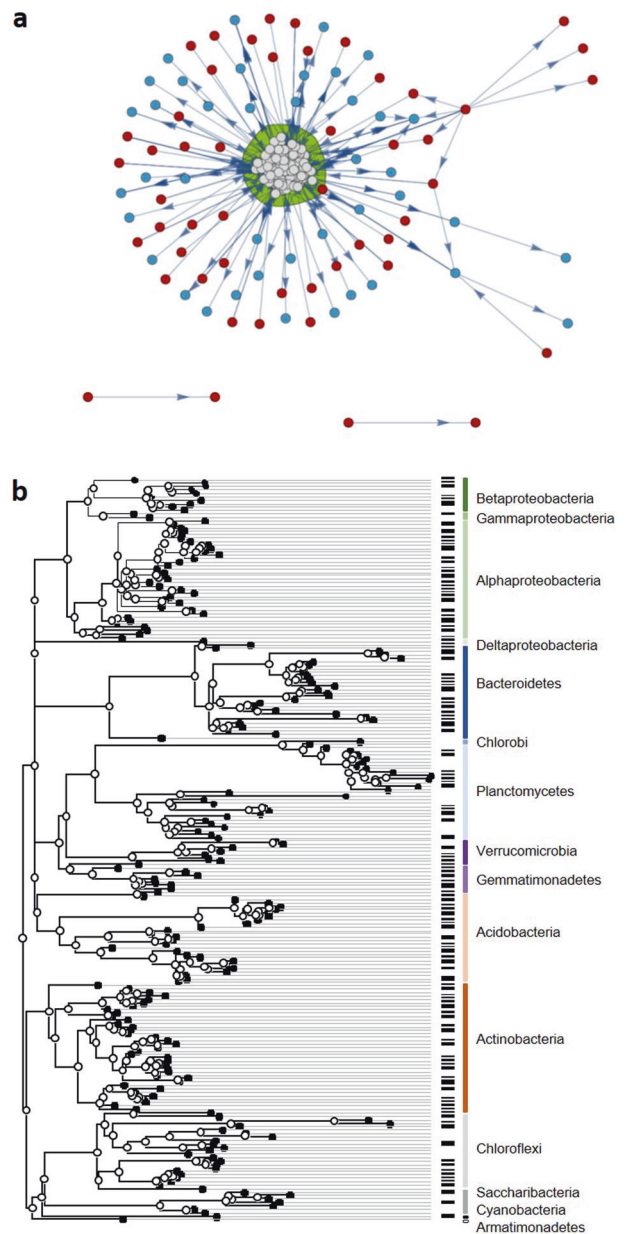 a
b
Betaproteobacteria
Gammaproteobacteria
Alphaproteobacteria
Deltaproteobacteria
Bacteroidetes
Chlorobi
Planctomycetes
Verrucomicrobia
Gemmatimonadetes
Acidobacteria
Actinobacteria
Chloroflexi
Saccharibacteria
Cyanobacteria
Armatimonadetes